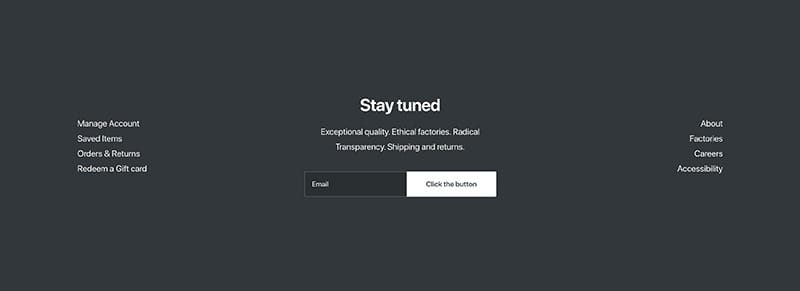 Manage Account
Saved Items
Orders & Returns
Redeem a Gift card
Stay tuned
Exceptional quality. Ethical factories. Radical
Transparency. Shipping and returns.
Email
Click the button
About
Factories
Careers
Accessibility